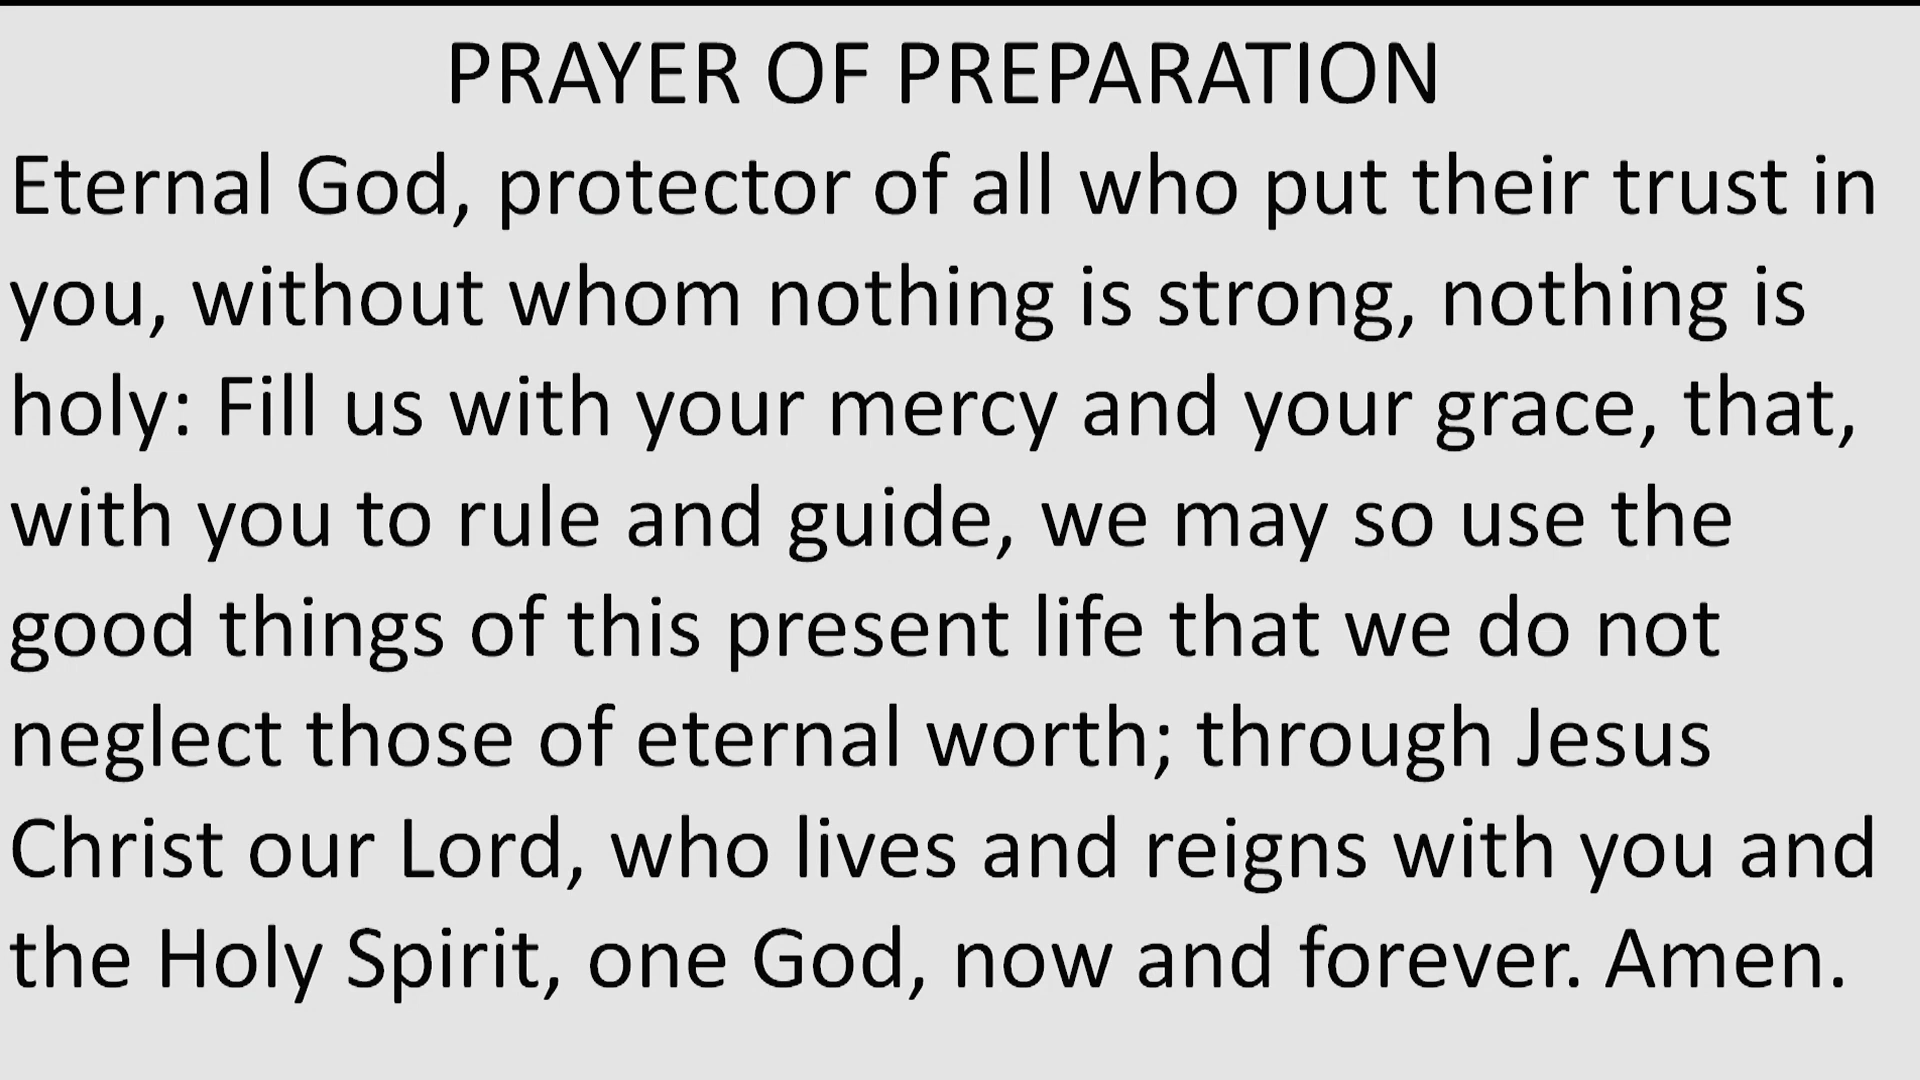 PRAYER OF PREPARATION
Eternal God, protector of all who put their trust in
you, without whom nothing is strong, nothing is
holy: Fill us with your mercy and your grace, that,
with you to rule and guide, we may so use the
good things of this present life that we do not
neglect those of eternal worth; through Jesus
Christ our Lord, who lives and reigns with you and
the Holy Spirit, one God, now and forever. Amen.